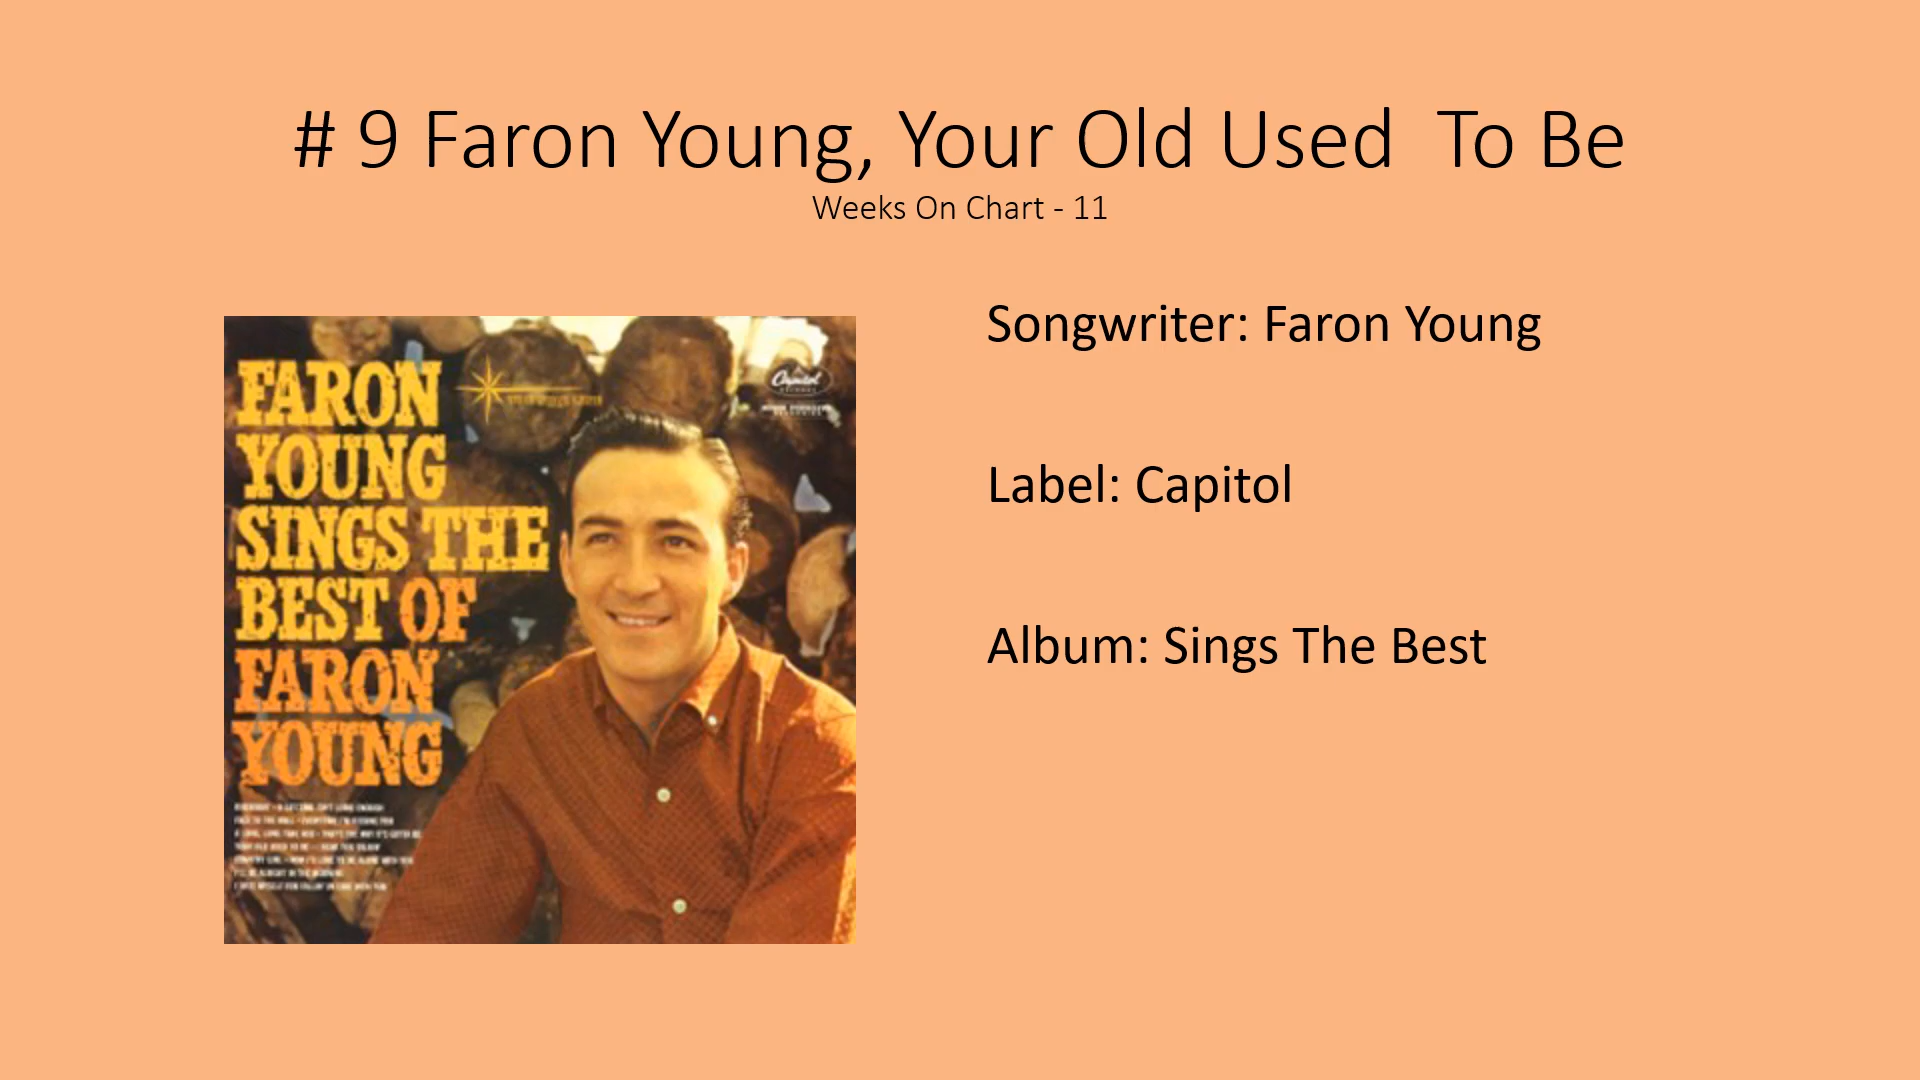 # 9 Faron Young, Your Old Used  To Be
Weeks On Chart - 11
FARON
YOUNG
SINGS THE
BEST OF
FARON
YOUNG
Capitol
Songwriter: Faron Young
Label: Capitol
Album: Sings The Best